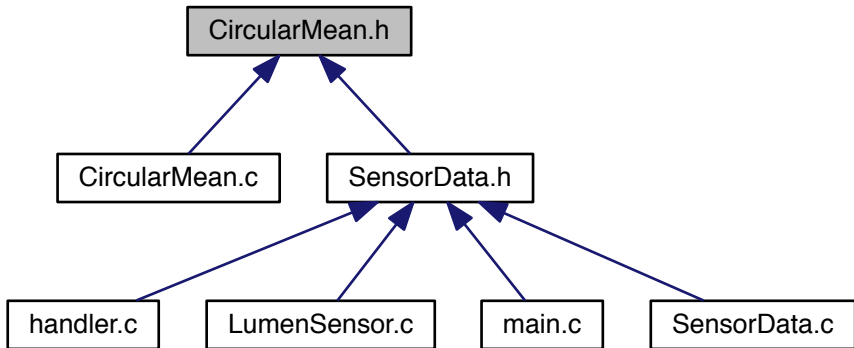 CircularMean.h
CircularMean.c
SensorData.h
handler.c
LumenSensor.c
main.c
SensorData.c